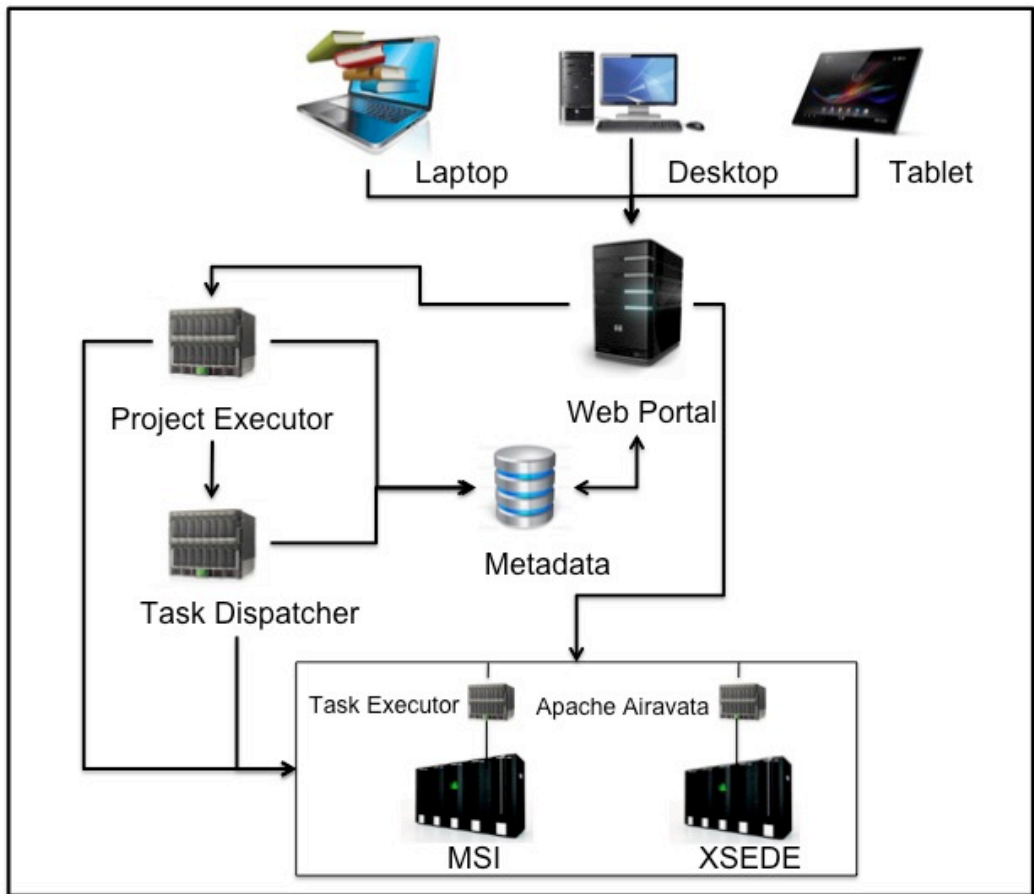 Laptop
Desktop
Tablet
Web Portal
Project Executor
Metadata
Task Dispatcher
Task Executor
Apache Airavata
MSI
XSEDE